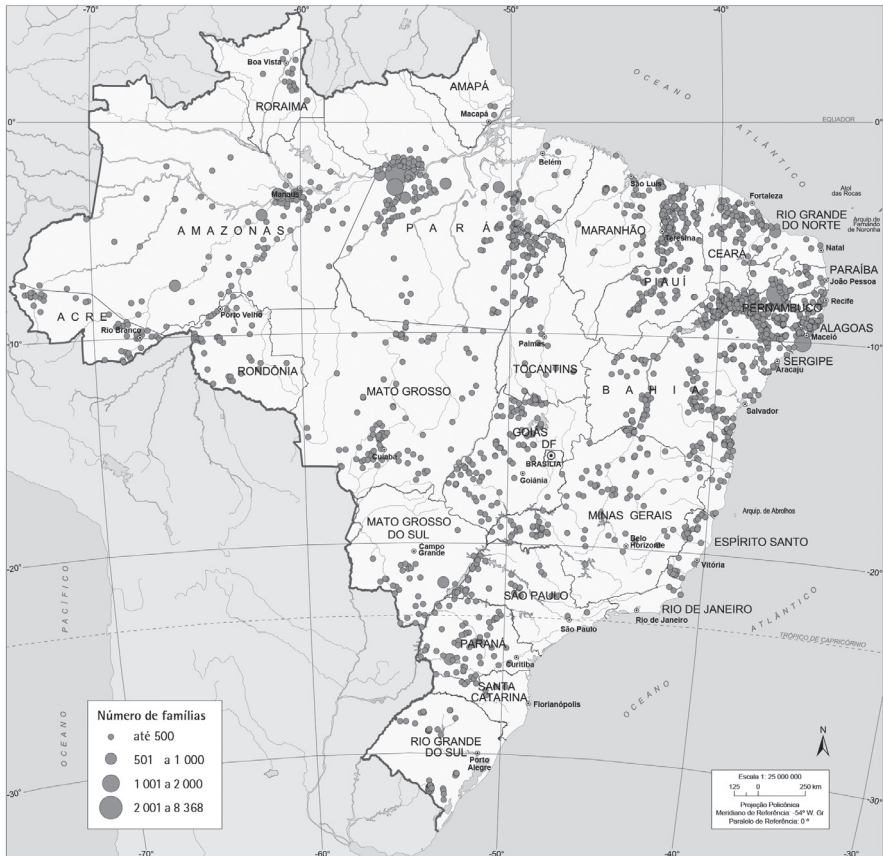 -70°
-60°
-50°
-40°
Boa Vista
RORAIMA
AMAPÁ
Macapá
OCEANO
ATLÂNTICO
0°
EQUADOR
0°
Belém
São Luís
Fortaleza
Atol
das Rocas
Arquip. de
Fernando
de Noronha
Manaus
AMAZONAS
PARÁ
MARANHÃO
Teresina
CEARÁ
RIO GRANDE
DO NORTE
Natal
PARAÍBA
João Pessoa
PIAUÍ
PERNAMBUCO
Recife
ALAGOAS
Maceió
ACRE
Rio Branco
Porto Velho
-10°
-10°
Palmas
SERGIPE
Aracaju
RONDÔNIA
TOCANTINS
MATO GROSSO
BAHIA
Salvador
Cuiabá
GOIÁS
DF
BRASÍLIA
Goiânia
MINAS GERAIS
Arquip. de Abrolhos
MATO GROSSO
DO SUL
Campo
Grande
Belo
Horizonte
ESPÍRITO SANTO
Vitória
-20°
-20°
SÃO PAULO
RIO DE JANEIRO
Rio de Janeiro
São Paulo
OCEANO
PACÍFICO
ATLÂNTICO
TRÓPICO DE CAPRICÓRNIO
PARANÁ
Curitiba
SANTA
CATARINA
Florianópolis
OCEANO
RIO GRANDE
DO SUL
Porto
Alegre
Número de famílias
até 500
501 a 1 000
1 001 a 2 000
2 001 a 8 368
N
Escala 1: 25 000 000
125 0 250 km
Projeção Policônica
Meridiano de Referência: -54º W. Gr
Paralelo de Referência: 0 º
-30°
-30°
-70°
-60°
-50°
-40°
-30°